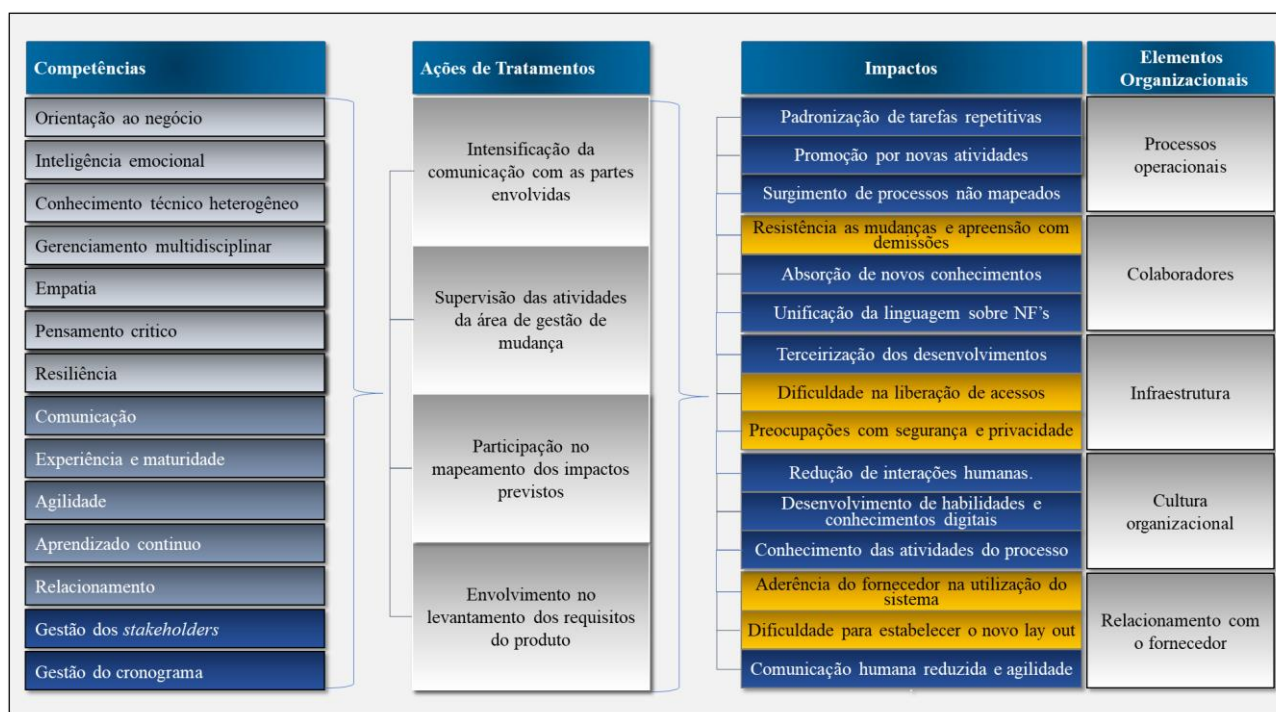 Competências
Orientação ao negócio
Inteligência emocional
Conhecimento técnico heterogêneo
Gerenciamento multidisciplinar
Empatia
Pensamento critico
Resiliência
Comunicação
Experiência e maturidade
Agilidade
Aprendizado continuo
Relacionamento
Gestão dos stakeholders
Gestão do cronograma
Ações de Tratamentos
Intensificação da
comunicação com as partes
envolvidas
Supervisão das atividades
da área de gestão de
mudança
Participação no
mapeamento dos impactos
previstos
Envolvimento no
levantamento dos requisitos
do produto
Impactos
Padronização de tarefas repetitivas
Promoção por novas atividades
Surgimento de processos não mapeados
Resistência as mudanças e apreensão com
demissões
Absorção de novos conhecimentos
Unificação da linguagem sobre NF’s
Terceirização dos desenvolvimentos
Dificuldade na liberação de acessos
Preocupações com segurança e privacidade
Redução de interações humanas.
Desenvolvimento de habilidades e
conhecimentos digitais
Conhecimento das atividades do processo
Aderência do fornecedor na utilização do
sistema
Dificuldade para estabelecer o novo lay out
Comunicação humana reduzida e agilidade
Elementos
Organizacionais
Processos
operacionais
Colaboradores
Infraestrutura
Cultura
organizacional
Relacionamento com
o fornecedor